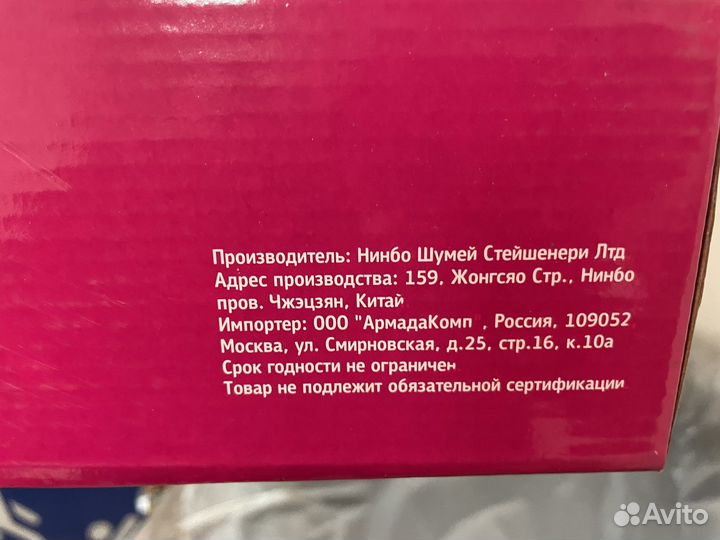 Производитель: Нинбо Шумей Стейшенери Лтд
Адрес производства: 159, Жонгсяо Стр., Нинбо
пров. Чжэцзян, Китай
Импортер: ООО "АрмадаКомп", Россия, 109052
Москва, ул. Смирновская, д.25, стр.16, к.10а
Срок годности не ограничен
Товар не подлежит обязательной сертификации
Avito